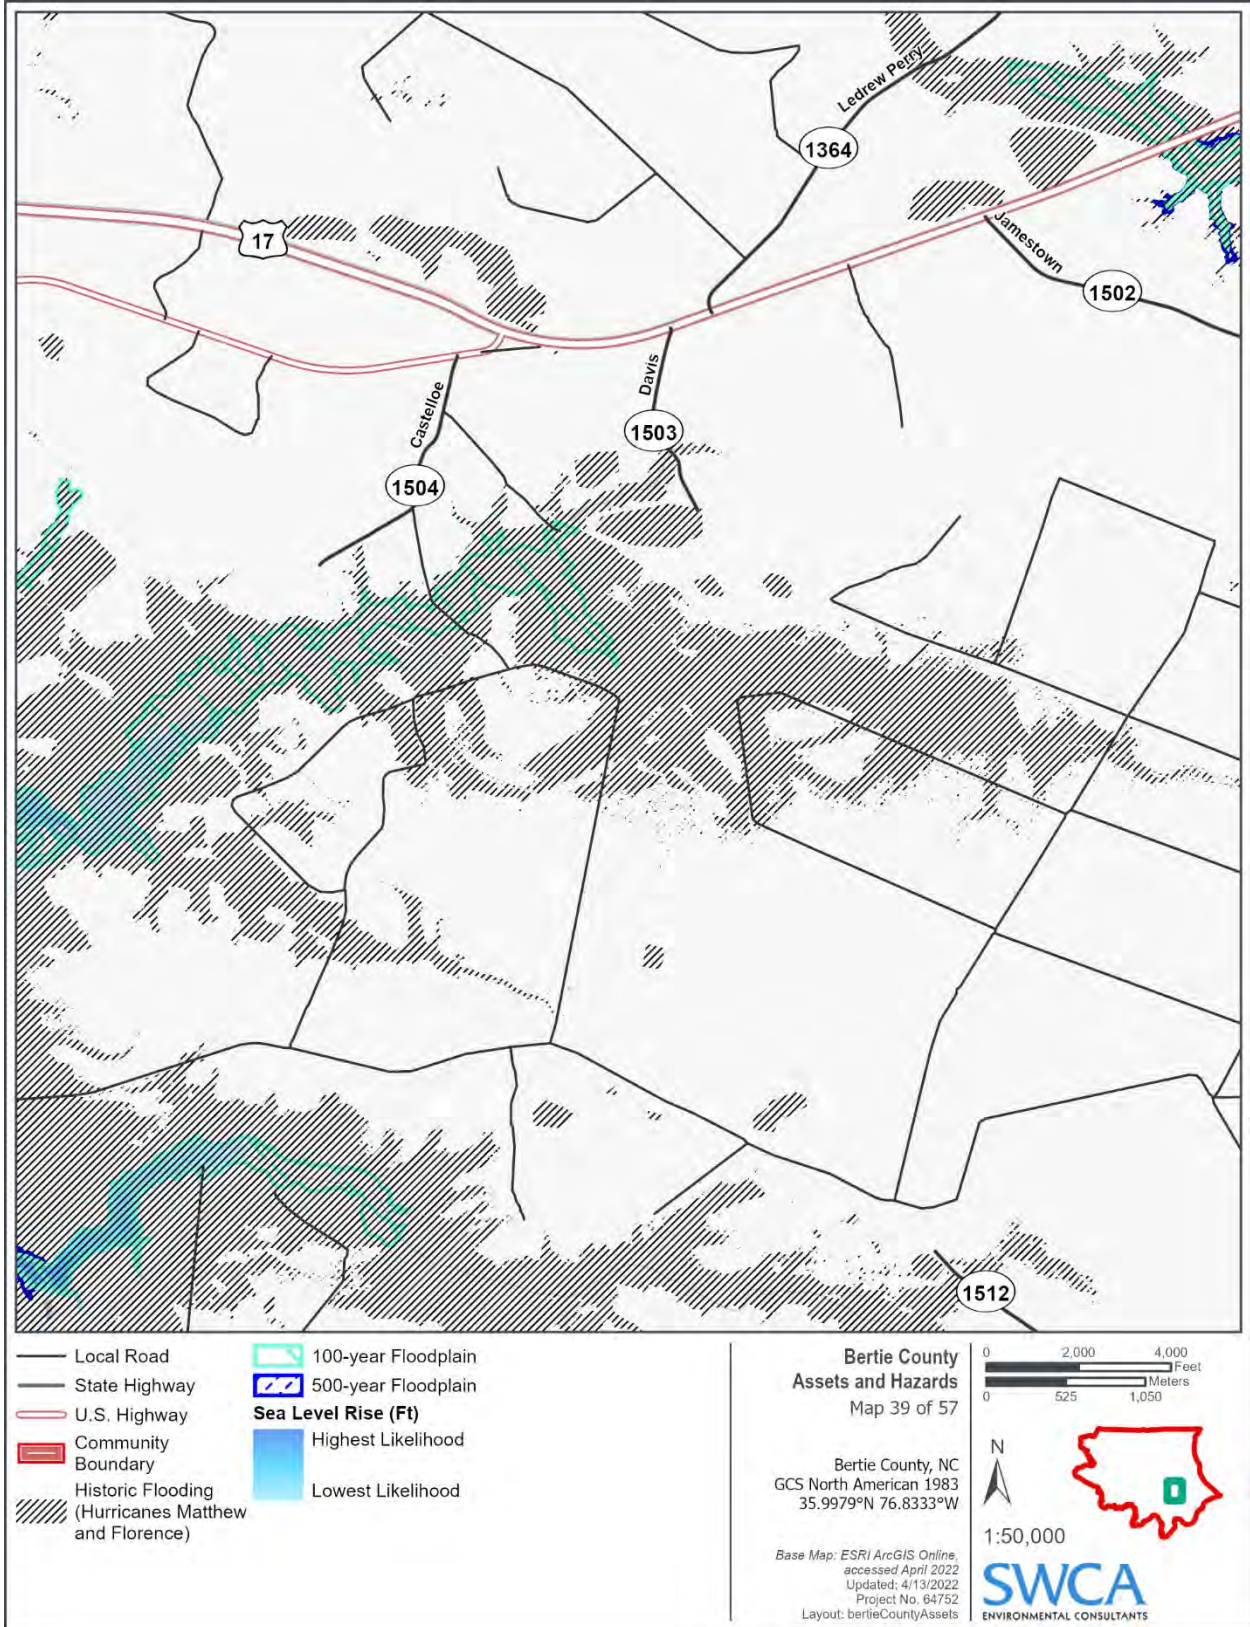 Ledrew Perry
1364
17
Jamestown
1502
Davis
1503
Castelloe
1504
1512
Local Road
State Highway
U.S. Highway
Community
Boundary
Historic Flooding
(Hurricanes Matthew
and Florence)
100-year Floodplain
500-year Floodplain
Sea Level Rise (Ft)
Highest Likelihood
Lowest Likelihood
Bertie County
Assets and Hazards
Map 39 of 57
Bertie County, NC
GCS North American 1983
35.9979°N 76.8333°W
Base Map: ESRI ArcGIS Online,
accessed April 2022
Updated: 4/13/2022
Project No. 64752
Layout: bertieCountyAssets
0 2,000 4,000
Feet
Meters
0 525 1,050
N
1:50,000
SWCA
ENVIRONMENTAL CONSULTANTS